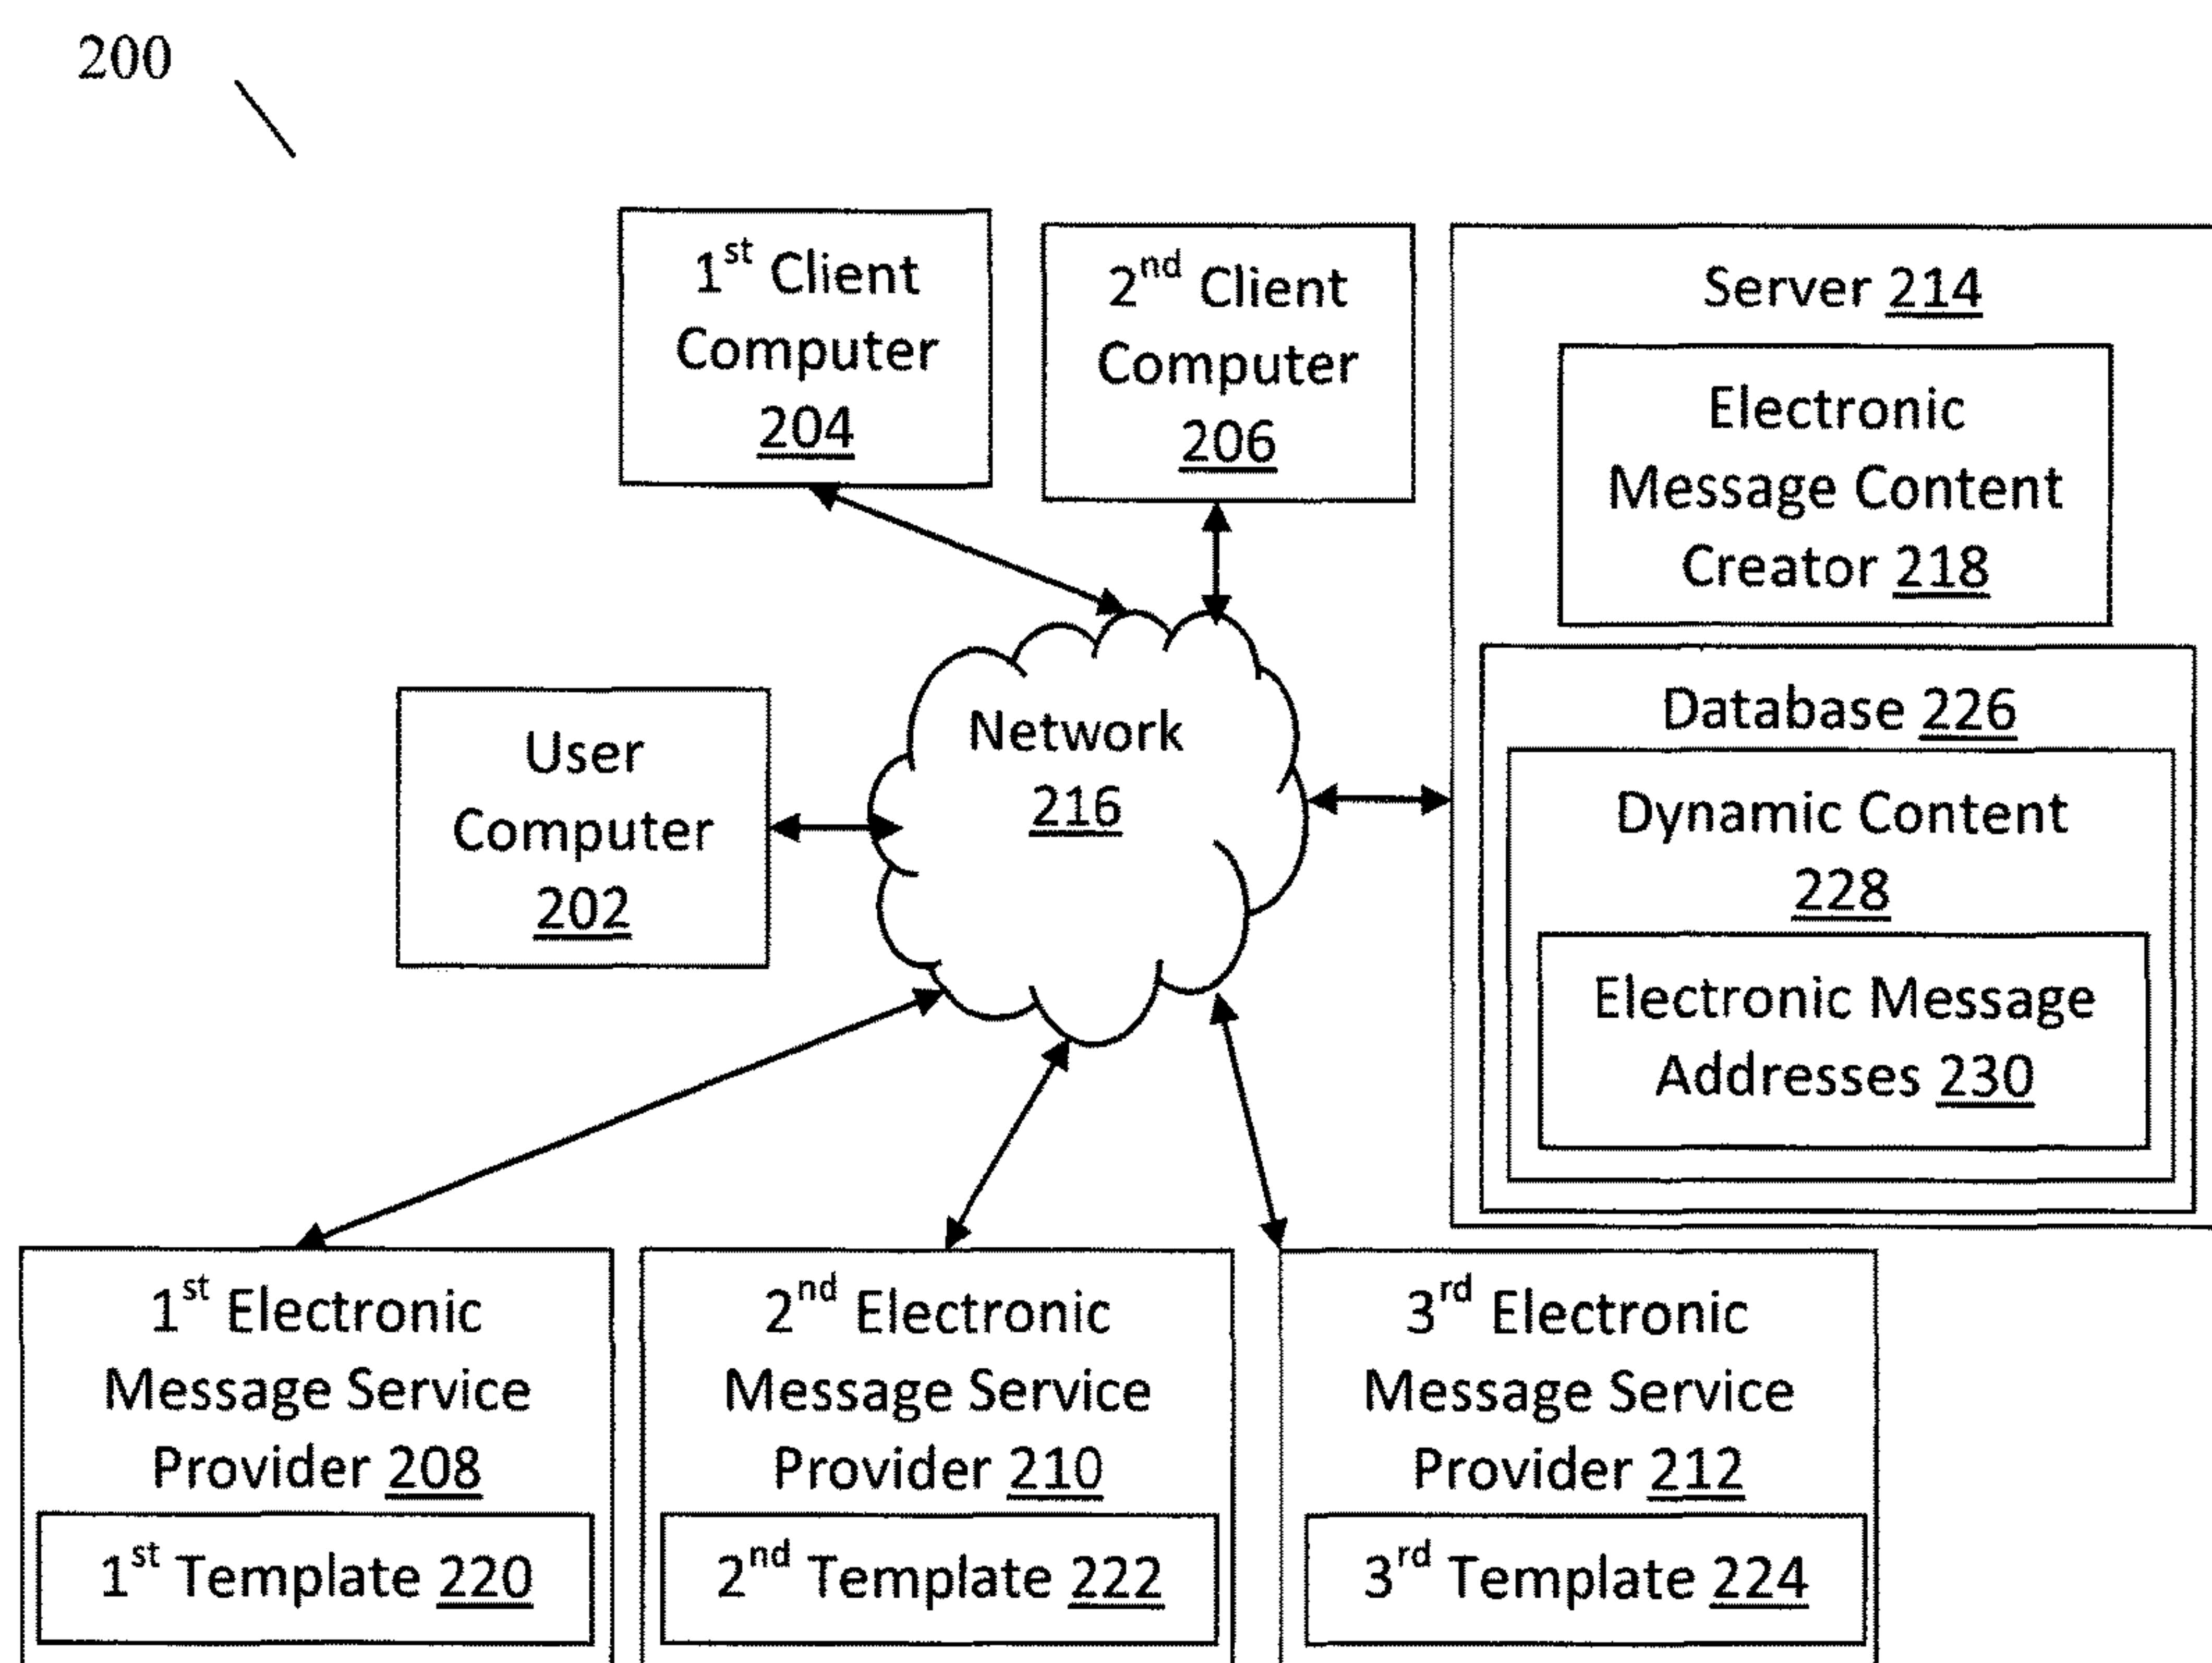 200
1st Client
Computer
204
2nd Client
Computer
206
Server 214
Electronic
Message Content
Creator 218
Database 226
Dynamic Content
228
Electronic Message
Addresses 230
User
Computer
202
Network
216
1st Electronic
Message Service
Provider 208
1st Template 220
2nd Electronic
Message Service
Provider 210
2nd Template 222
3rd Electronic
Message Service
Provider 212
3rd Template 224